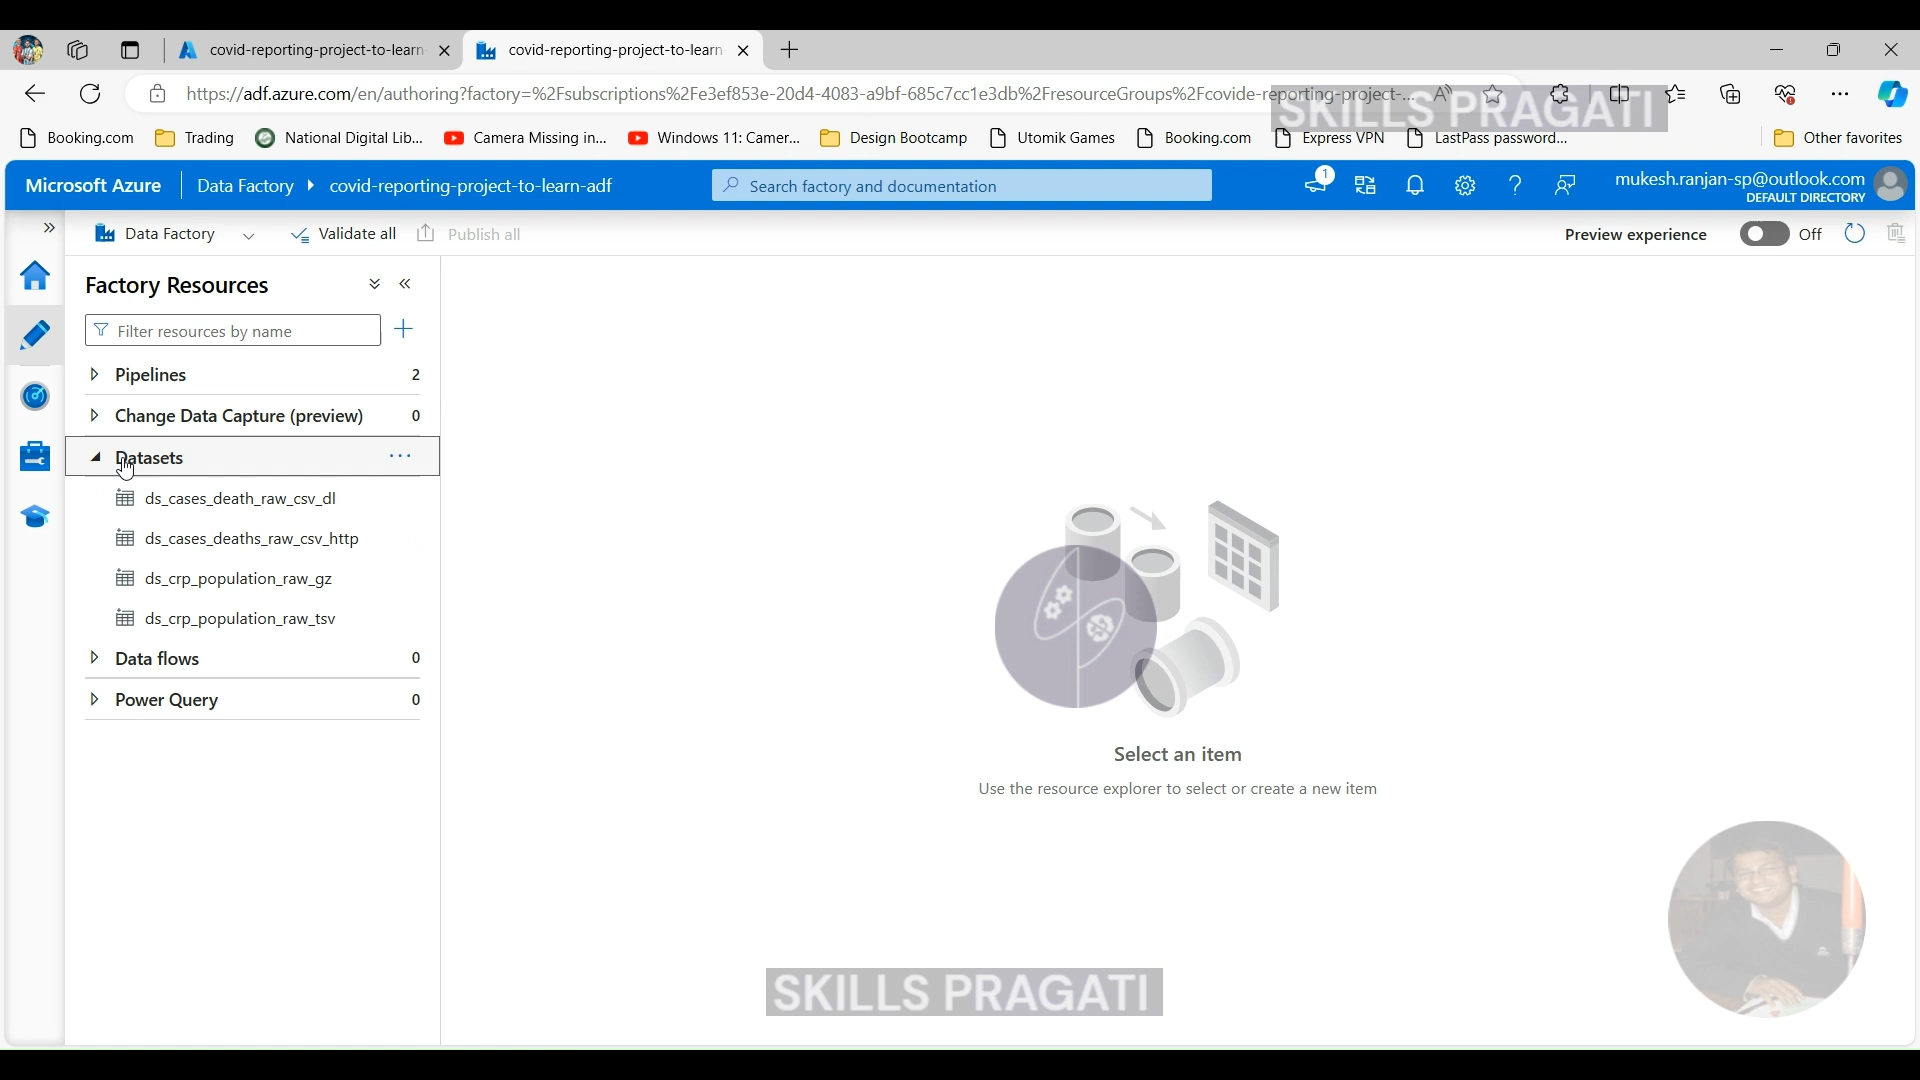 covid-reporting-project-to-learn
covid-reporting-project-to-learn
https://adf.azure.com/en/authoring?factory=%2Fsubscriptions%2Fe3ef853e-20d4-4083-a9bf-685c7cc1e3db%2FresourceGroups%2Fcovide-reporting-project-...
SKILLS PRAGATI
Booking.com
Trading
National Digital Lib...
Camera Missing in...
Windows 11: Camer...
Design Bootcamp
Utomik Games
Booking.com
Express VPN
LastPass password...
Other favorites
Microsoft Azure
Data Factory
covid-reporting-project-to-learn-adf
Search factory and documentation
1
mukesh.ranjan-sp@outlook.com
DEFAULT DIRECTORY
Data Factory
Validate all
Publish all
Preview experience
Off
Factory Resources
Filter resources by name
Pipelines 2
Change Data Capture (preview) 0
Datasets
ds_cases_death_raw_csv_dl
ds_cases_deaths_raw_csv_http
ds_crp_population_raw_gz
ds_crp_population_raw_tsv
Data flows 0
Power Query 0
Select an item
Use the resource explorer to select or create a new item
SKILLS PRAGATI